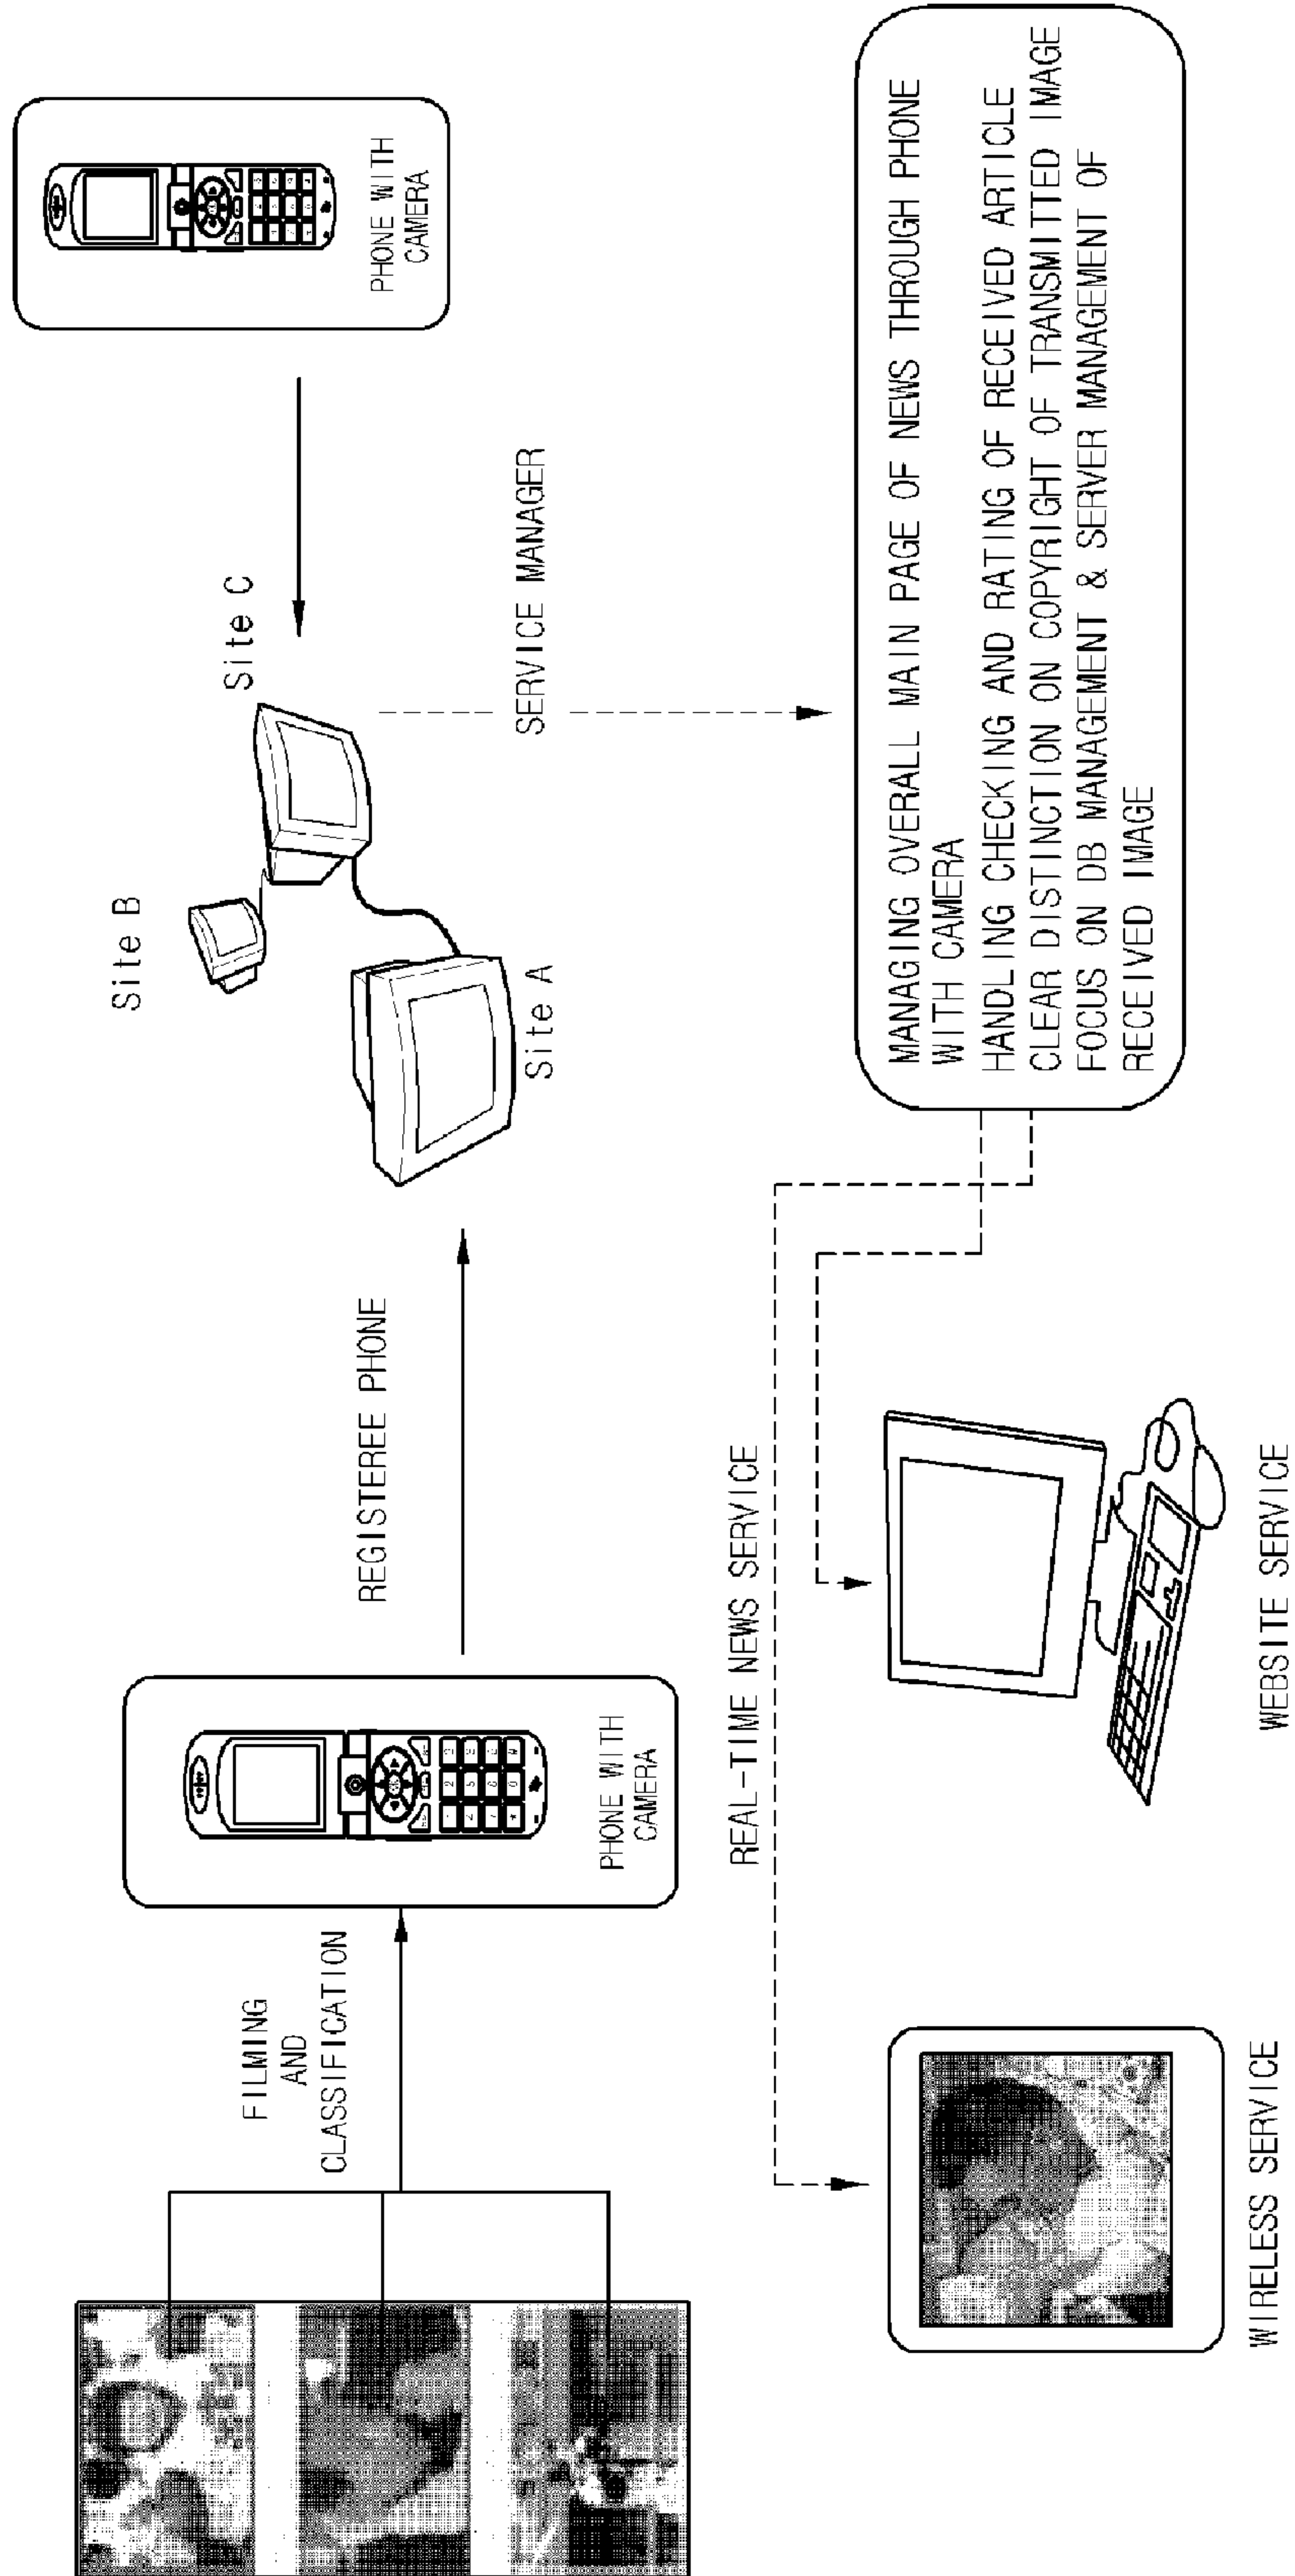 FILMING
AND
CLASSIFICATION
PHONE WITH
CAMERA
REGISTEREE PHONE
Site B
Site A
Site C
PHONE WITH
CAMERA
SERVICE MANAGER
REAL-TIME NEWS SERVICE
MANAGING OVERALL MAIN PAGE OF NEWS THROUGH PHONE
WITH CAMERA
HANDLING CHECKING AND RATING OF RECEIVED ARTICLE
CLEAR DISTINCTION ON COPYRIGHT OF TRANSMITTED IMAGE
FOCUS ON DB MANAGEMENT & SERVER MANAGEMENT OF
RECEIVED IMAGE
WIRELESS SERVICE
WEBSITE SERVICE